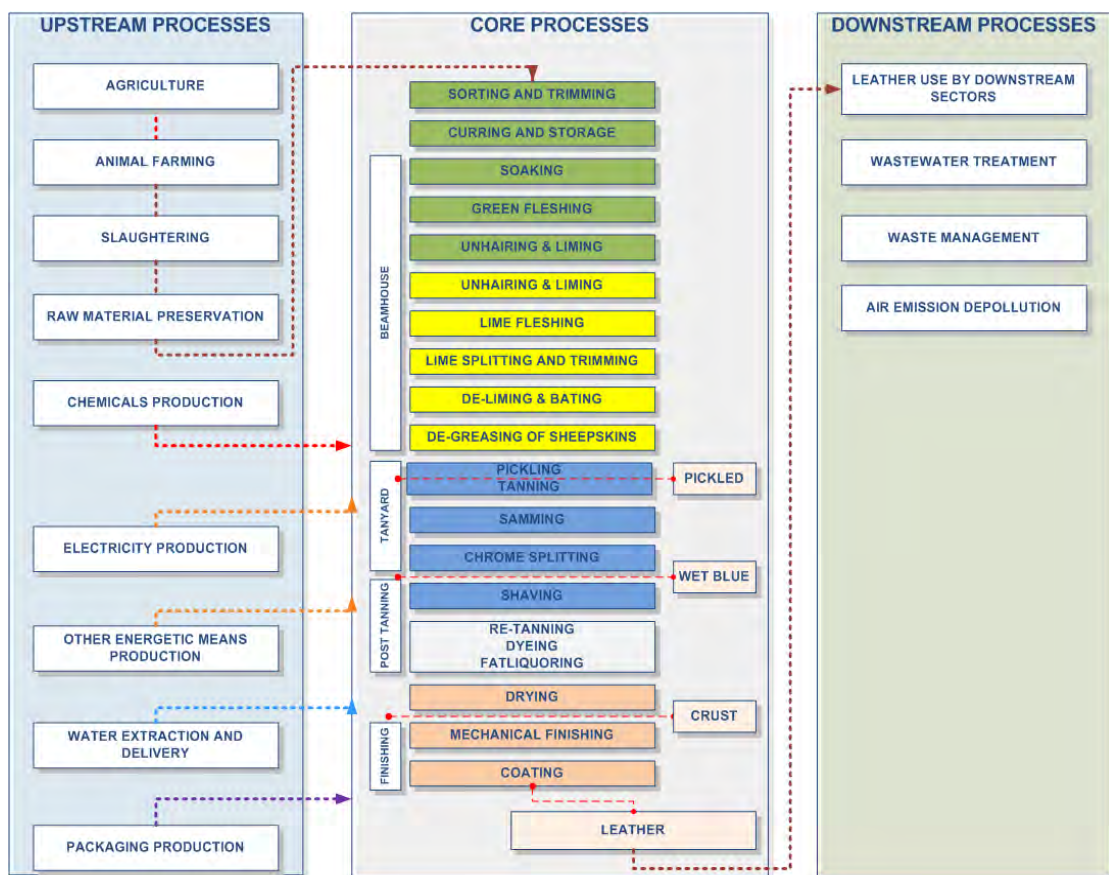 UPSTREAM PROCESSES
AGRICULTURE
ANIMAL FARMING
SLAUGHTERING
RAW MATERIAL PRESERVATION
CHEMICALS PRODUCTION
ELECTRICITY PRODUCTION
OTHER ENERGETIC MEANS
PRODUCTION
WATER EXTRACTION AND
DELIVERY
PACKAGING PRODUCTION
CORE PROCESSES
SORTING AND TRIMMING
CURRING AND STORAGE
BEAMHOUSE
SOAKING
GREEN FLESHING
UNHAIRING & LIMING
UNHAIRING & LIMING
LIME FLESHING
LIME SPLITTING AND TRIMMING
DE-LIMING & BATING
DE-GREASING OF SHEEPSKINS
TANYARD
PICKLING
TANNING
PICKLED
SAMMING
CHROME SPLITTING
WET BLUE
POST TANNING
SHAVING
RE-TANNING
DYEING
FATLIQUORING
DRYING
CRUST
FINISHING
MECHANICAL FINISHING
COATING
LEATHER
DOWNSTREAM PROCESSES
LEATHER USE BY DOWNSTREAM
SECTORS
WASTEWATER TREATMENT
WASTE MANAGEMENT
AIR EMISSION DEPOLLUTION